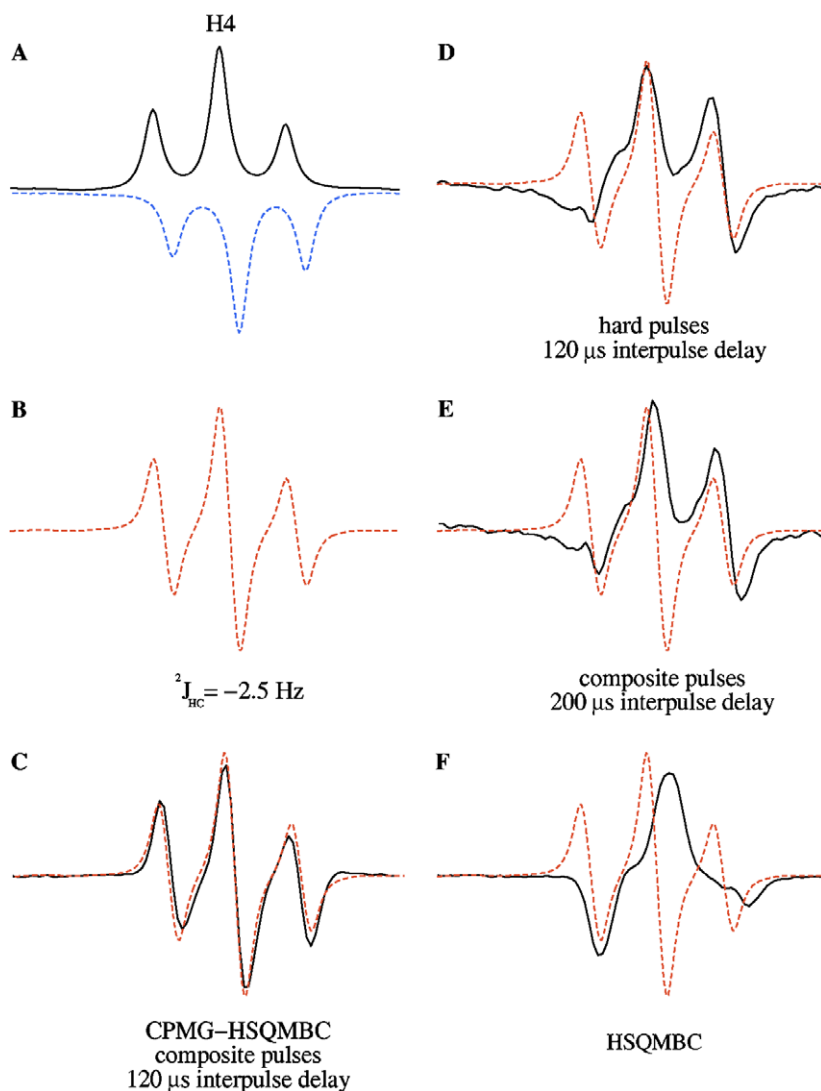 H4
A
D
hard pulses
120 μs interpulse delay
B
²J_HC = −2.5 Hz
E
composite pulses
200 μs interpulse delay
C
CPMG−HSQMBC
composite pulses
120 μs interpulse delay
F
HSQMBC